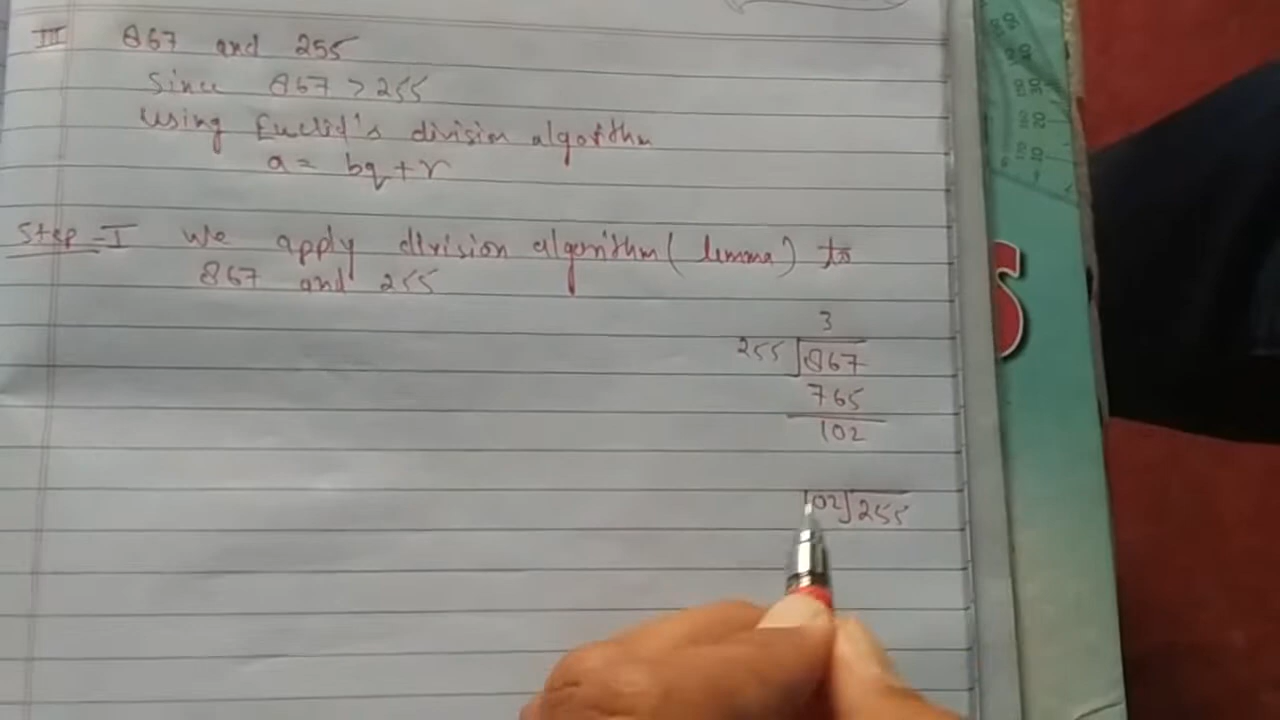 III 867 and 255
Since 867 > 255
using Euclid's division algorithm
a = bq + r
Step - I We apply division algorithm ( lemma ) to
867 and 255
3
255 867
765
102
102 255
S